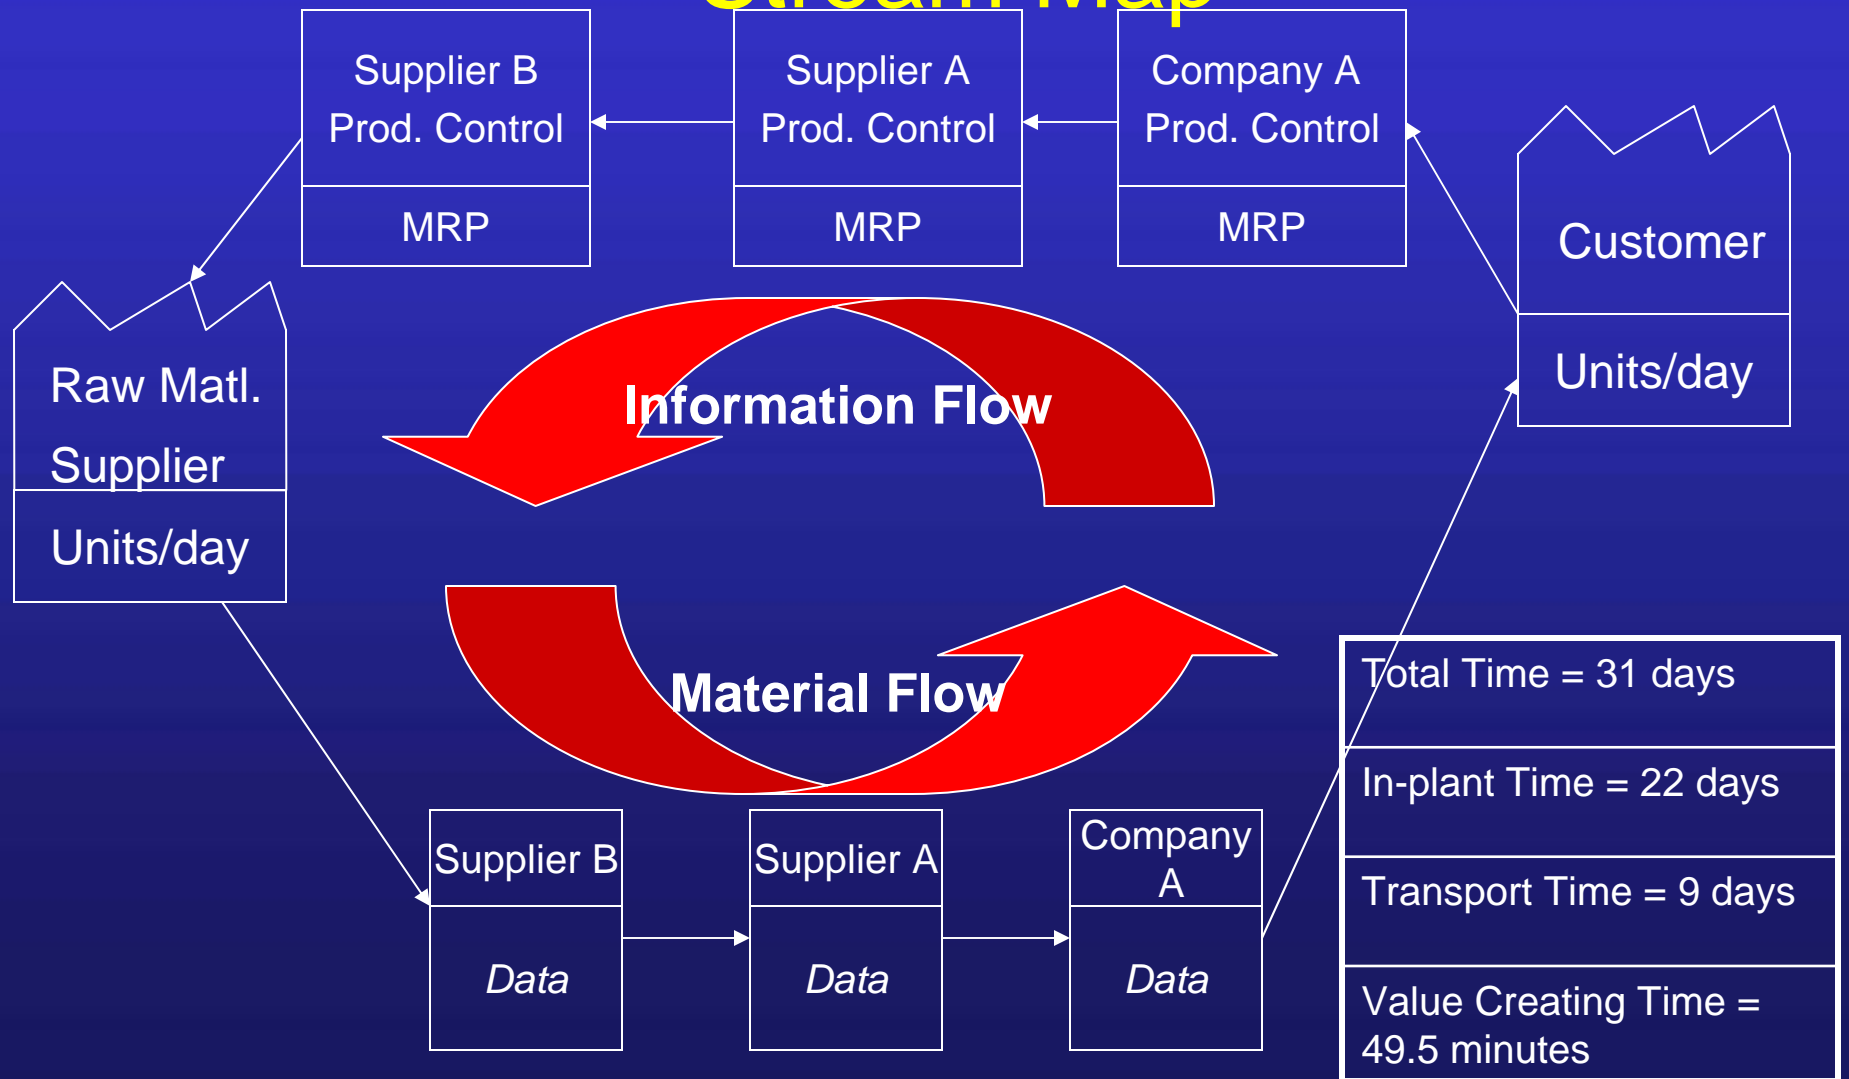 Stream Map
Supplier B
Prod. Control
MRP
Supplier A
Prod. Control
MRP
Company A
Prod. Control
MRP
Customer
Units/day
Raw Matl.
Supplier
Units/day
Information Flow
Material Flow
Supplier B
Data
Supplier A
Data
Company
A
Data
Total Time = 31 days
In-plant Time = 22 days
Transport Time = 9 days
Value Creating Time =
49.5 minutes